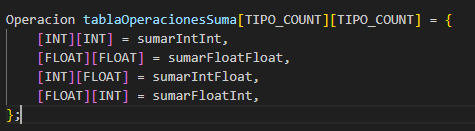 Operacion tablaOperacionesSuma[TIPO_COUNT][TIPO_COUNT] = {
    [INT][INT] = sumarIntInt,
    [FLOAT][FLOAT] = sumarFloatFloat,
    [INT][FLOAT] = sumarIntFloat,
    [FLOAT][INT] = sumarFloatInt,
};